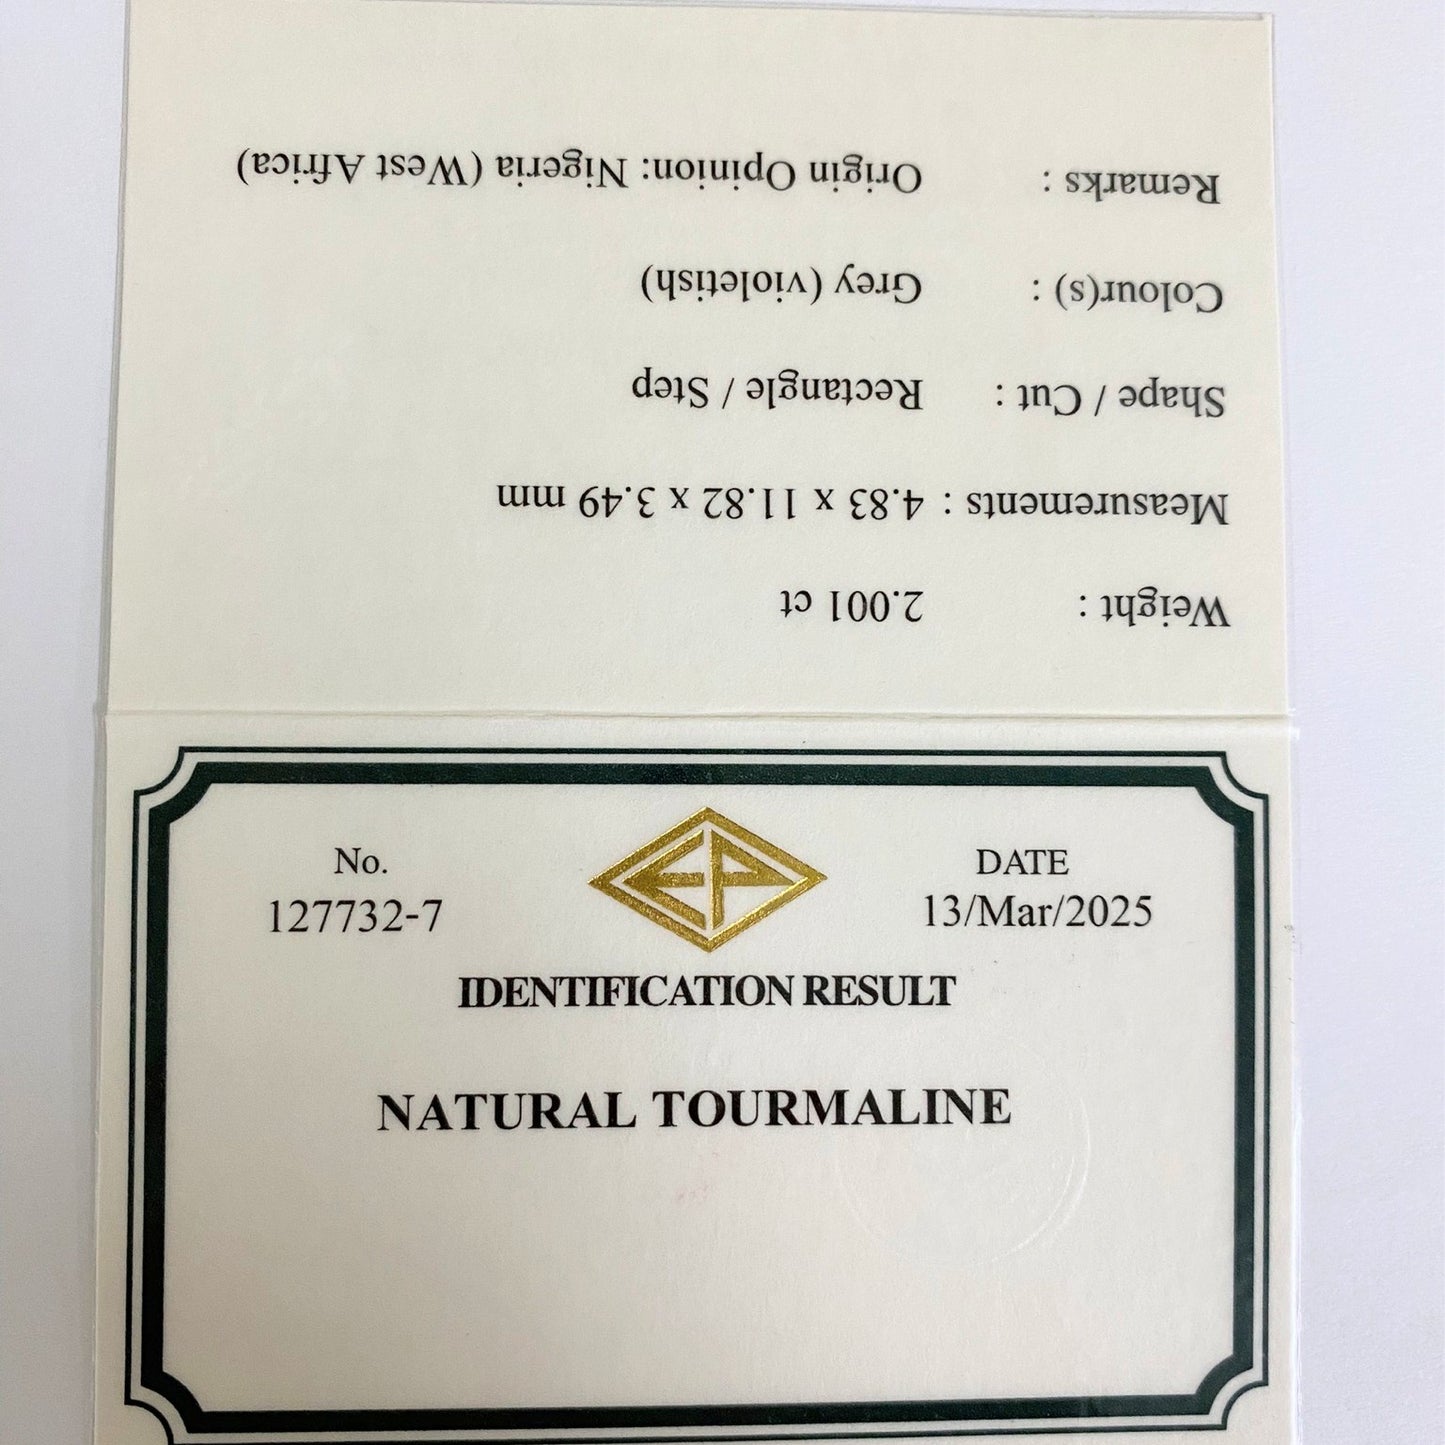 Weight : 2.001 ct
Measurements : 4.83 x 11.82 x 3.49 mm
Shape / Cut : Rectangle / Step
Colour(s) : Grey (violetish)
Remarks : Origin Opinion: Nigeria (West Africa)
EP
No.
127732-7
DATE
13/Mar/2025
IDENTIFICATION RESULT
NATURAL TOURMALINE